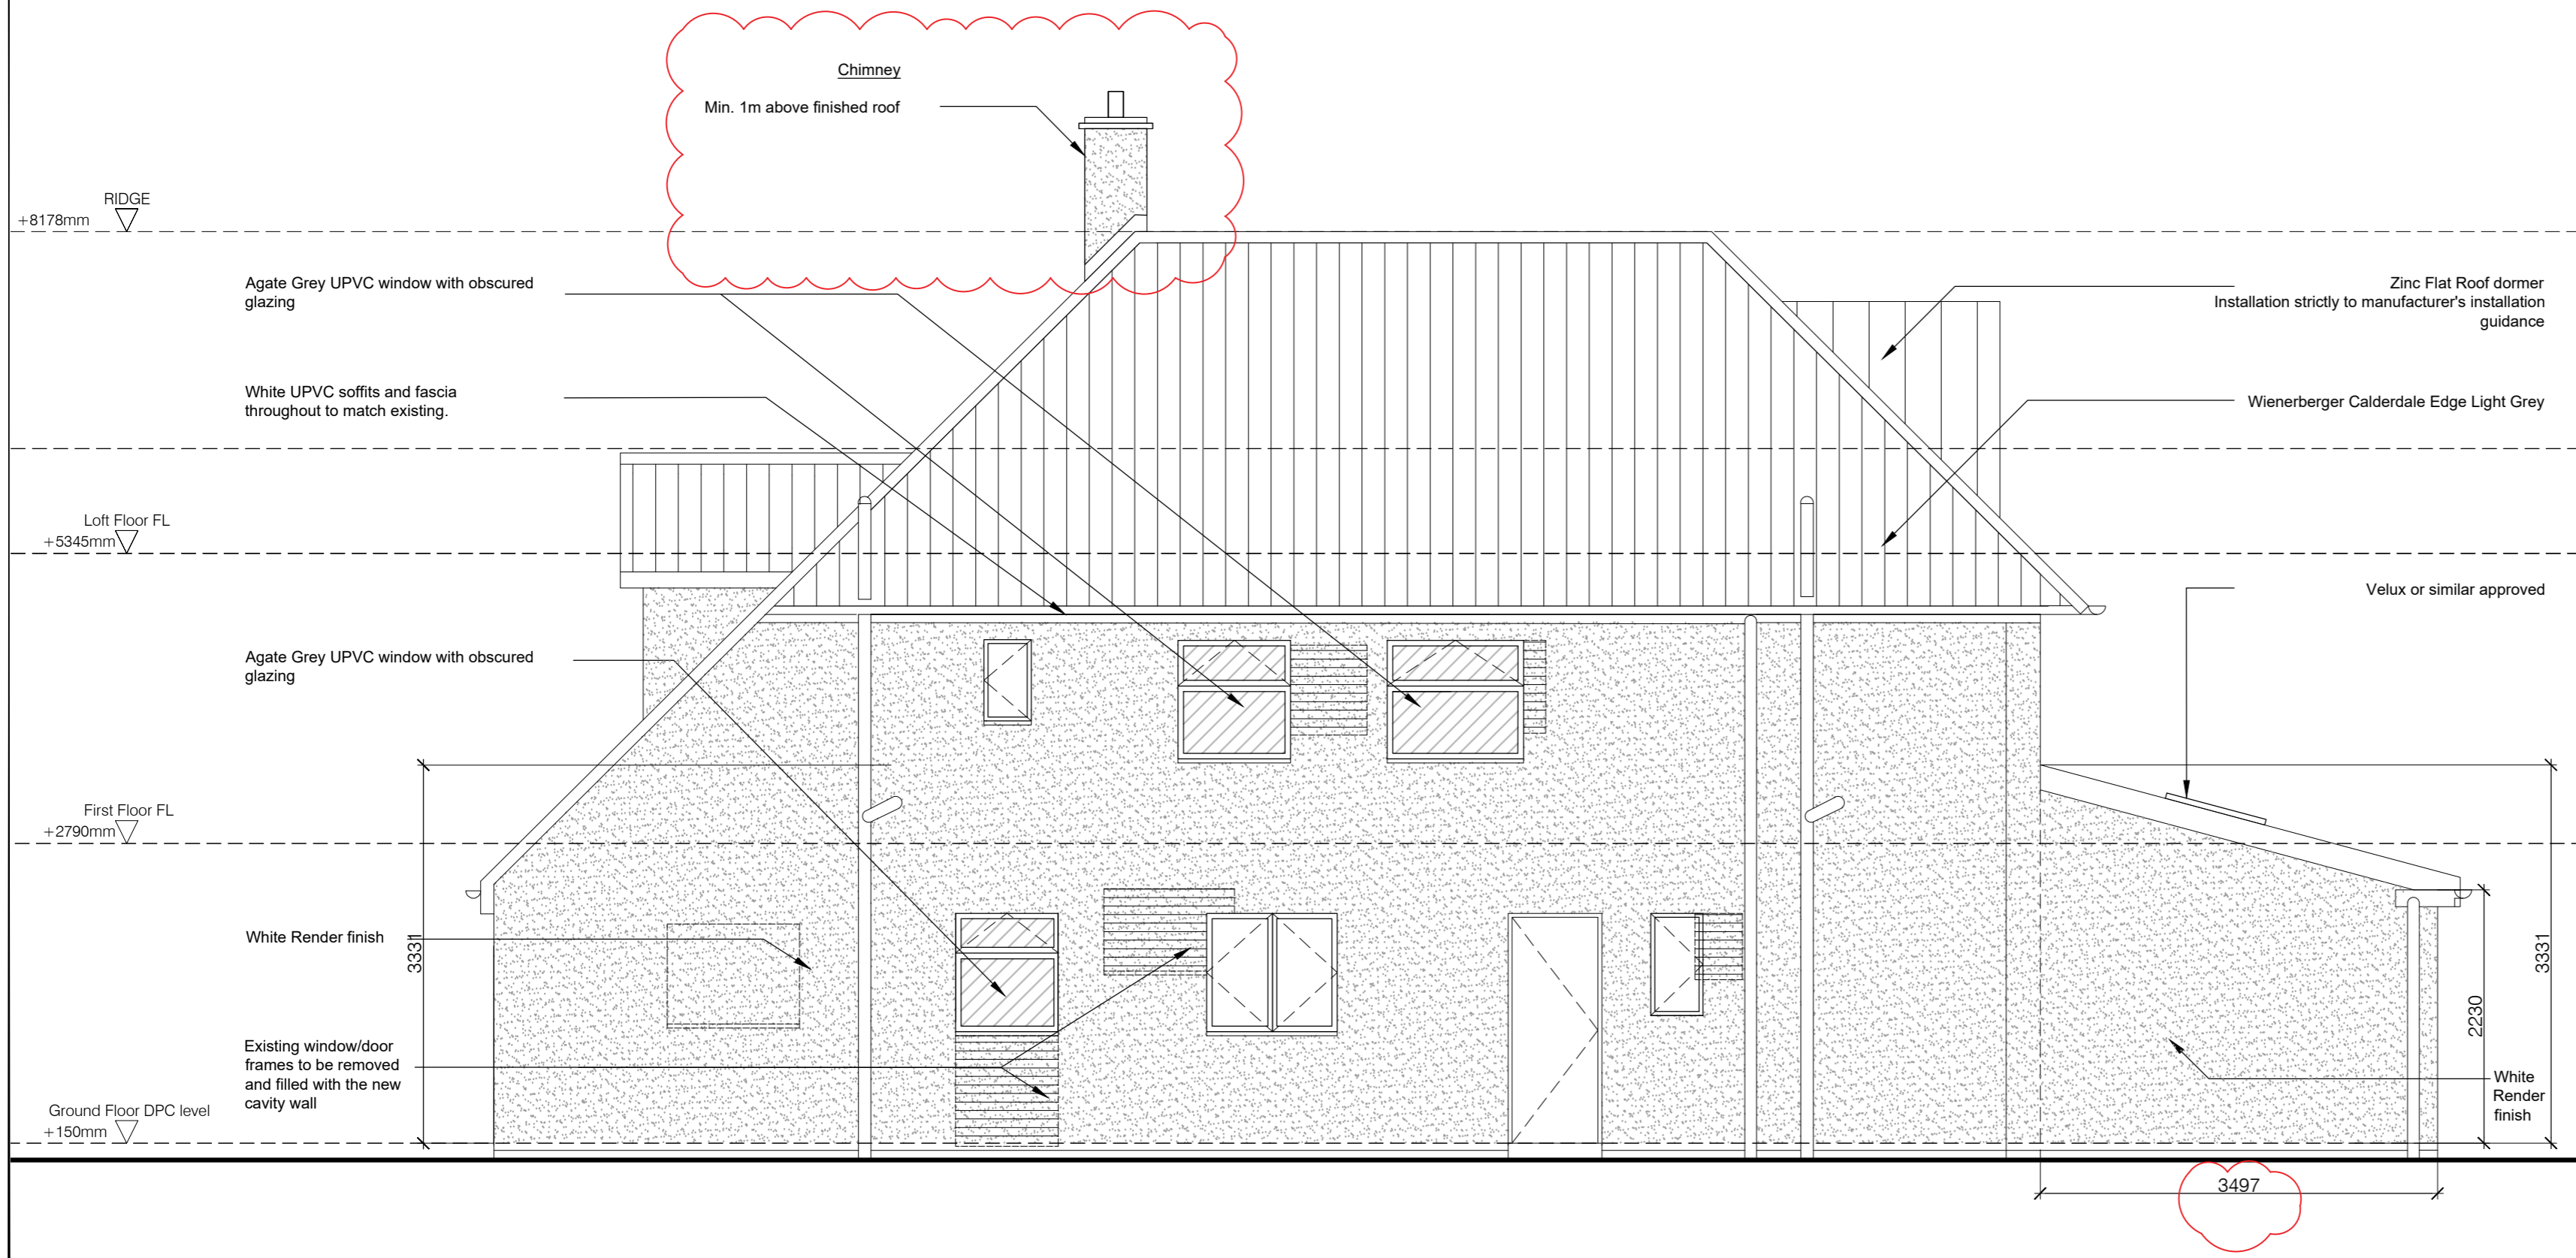 Chimney
Min. 1m above finished roof
RIDGE
+8178mm
Agate Grey UPVC window with obscured
glazing
Zinc Flat Roof dormer
Installation strictly to manufacturer's installation
guidance
White UPVC soffits and fascia
throughout to match existing.
Wienerberger Calderdale Edge Light Grey
Loft Floor FL
+5345mm
Velux or similar approved
Agate Grey UPVC window with obscured
glazing
First Floor FL
+2790mm
White Render finish
3331
3331
2230
Existing window/door
frames to be removed
and filled with the new
cavity wall
White
Render
finish
Ground Floor DPC level
+150mm
3497